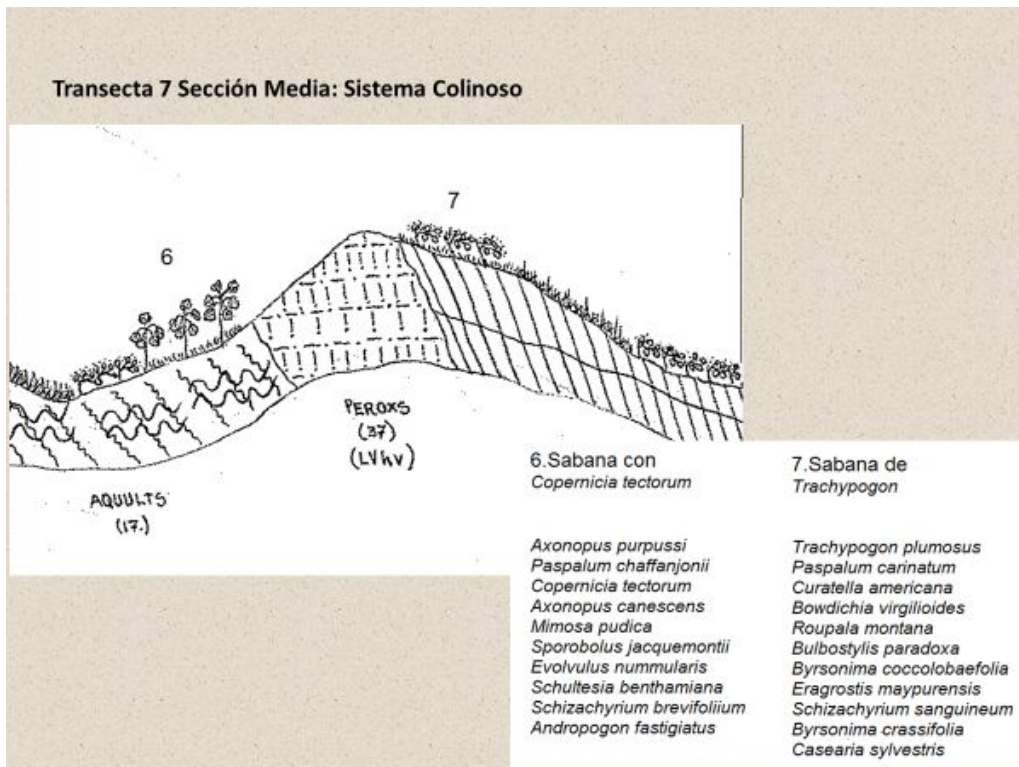 Transecta 7 Sección Media: Sistema Colinoso
7
6
PEROXS
(37)
(LVhv)
AQUULTS
(17.)
6.Sabana con
Copernicia tectorum
Axonopus purpussi
Paspalum chaffanjonii
Copernicia tectorum
Axonopus canescens
Mimosa pudica
Sporobolus jacquemontii
Evolvulus nummularis
Schultesia benthamiana
Schizachyrium brevifoliium
Andropogon fastigiatus
7.Sabana de
Trachypogon
Trachypogon plumosus
Paspalum carinatum
Curatella americana
Bowdichia virgilioides
Roupala montana
Bulbostylis paradoxa
Byrsonima coccolobaefolia
Eragrostis maypurensis
Schizachyrium sanguineum
Byrsonima crassifolia
Casearia sylvestris